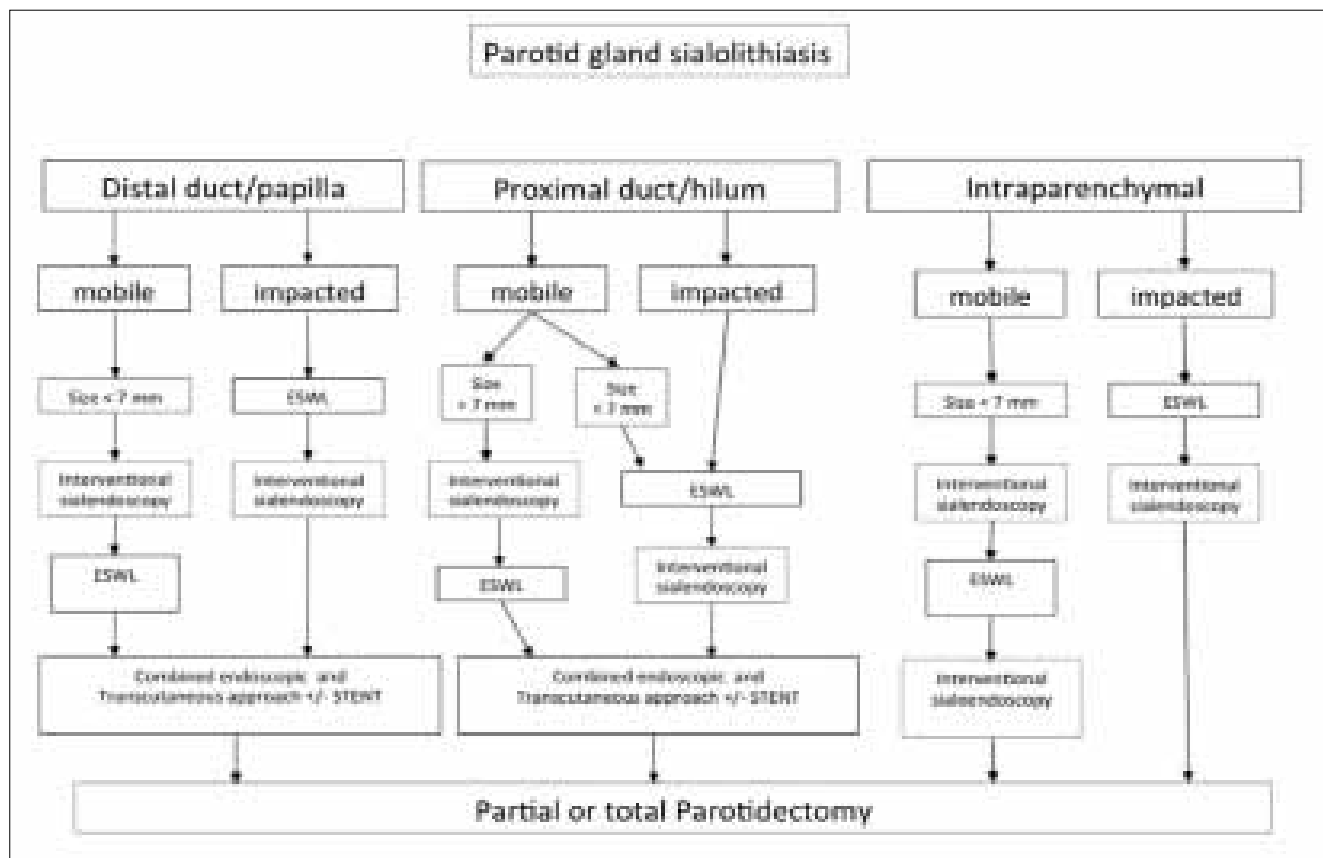 Parotid gland sialolithiasis
Distal duct/papilla
Proximal duct/hilum
Intraparenchymal
mobile
impacted
mobile
impacted
mobile
impacted
Size < 7 mm
ESWL
Size
< 7 mm
Size
< 7 mm
Size < 7 mm
ESWL
Interventional
sialendoscopy
Interventional
sialendoscopy
Interventional
sialendoscopy
ESWL
Interventional
sialendoscopy
Interventional
sialendoscopy
ESWL
ESWL
Interventional
sialendoscopy
ESWL
Combined endoscopic and
Transcutaneous approach +/- STENT
Combined endoscopic and
Transcutaneous approach +/- STENT
Interventional
Partial or total Parotidectomy